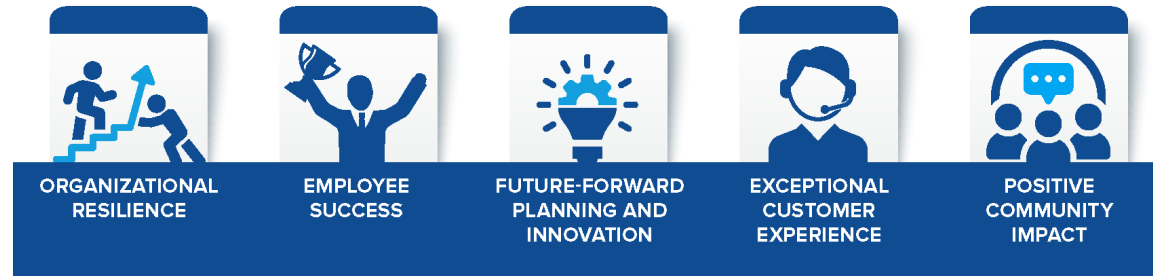 ORGANIZATIONAL
RESILIENCE
EMPLOYEE
SUCCESS
FUTURE-FORWARD
PLANNING AND
INNOVATION
EXCEPTIONAL
CUSTOMER
EXPERIENCE
POSITIVE
COMMUNITY
IMPACT